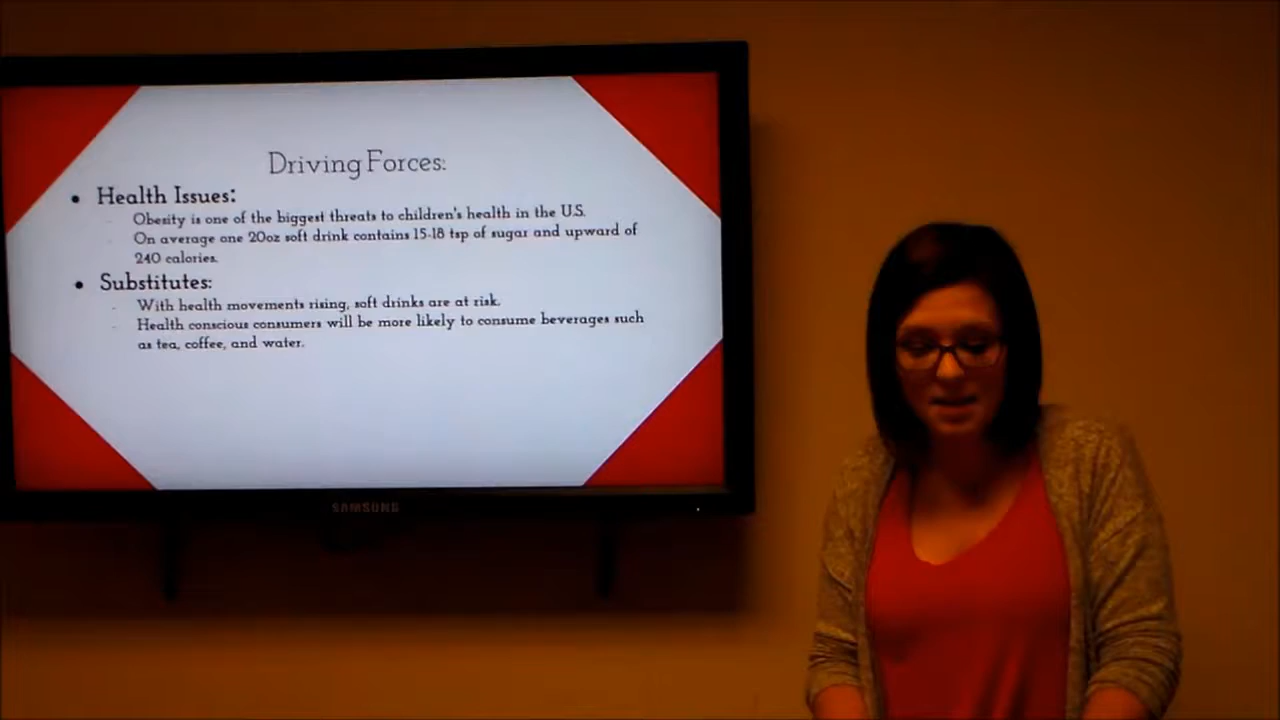 Driving Forces:
• Health Issues:
- Obesity is one of the biggest threats to children's health in the U.S.
- On average one 20oz soft drink contains 15-18 tsp of sugar and upward of
240 calories.
• Substitutes:
- With health movements rising, soft drinks are at risk.
- Health conscious consumers will be more likely to consume beverages such
as tea, coffee, and water.
SAMSUNG